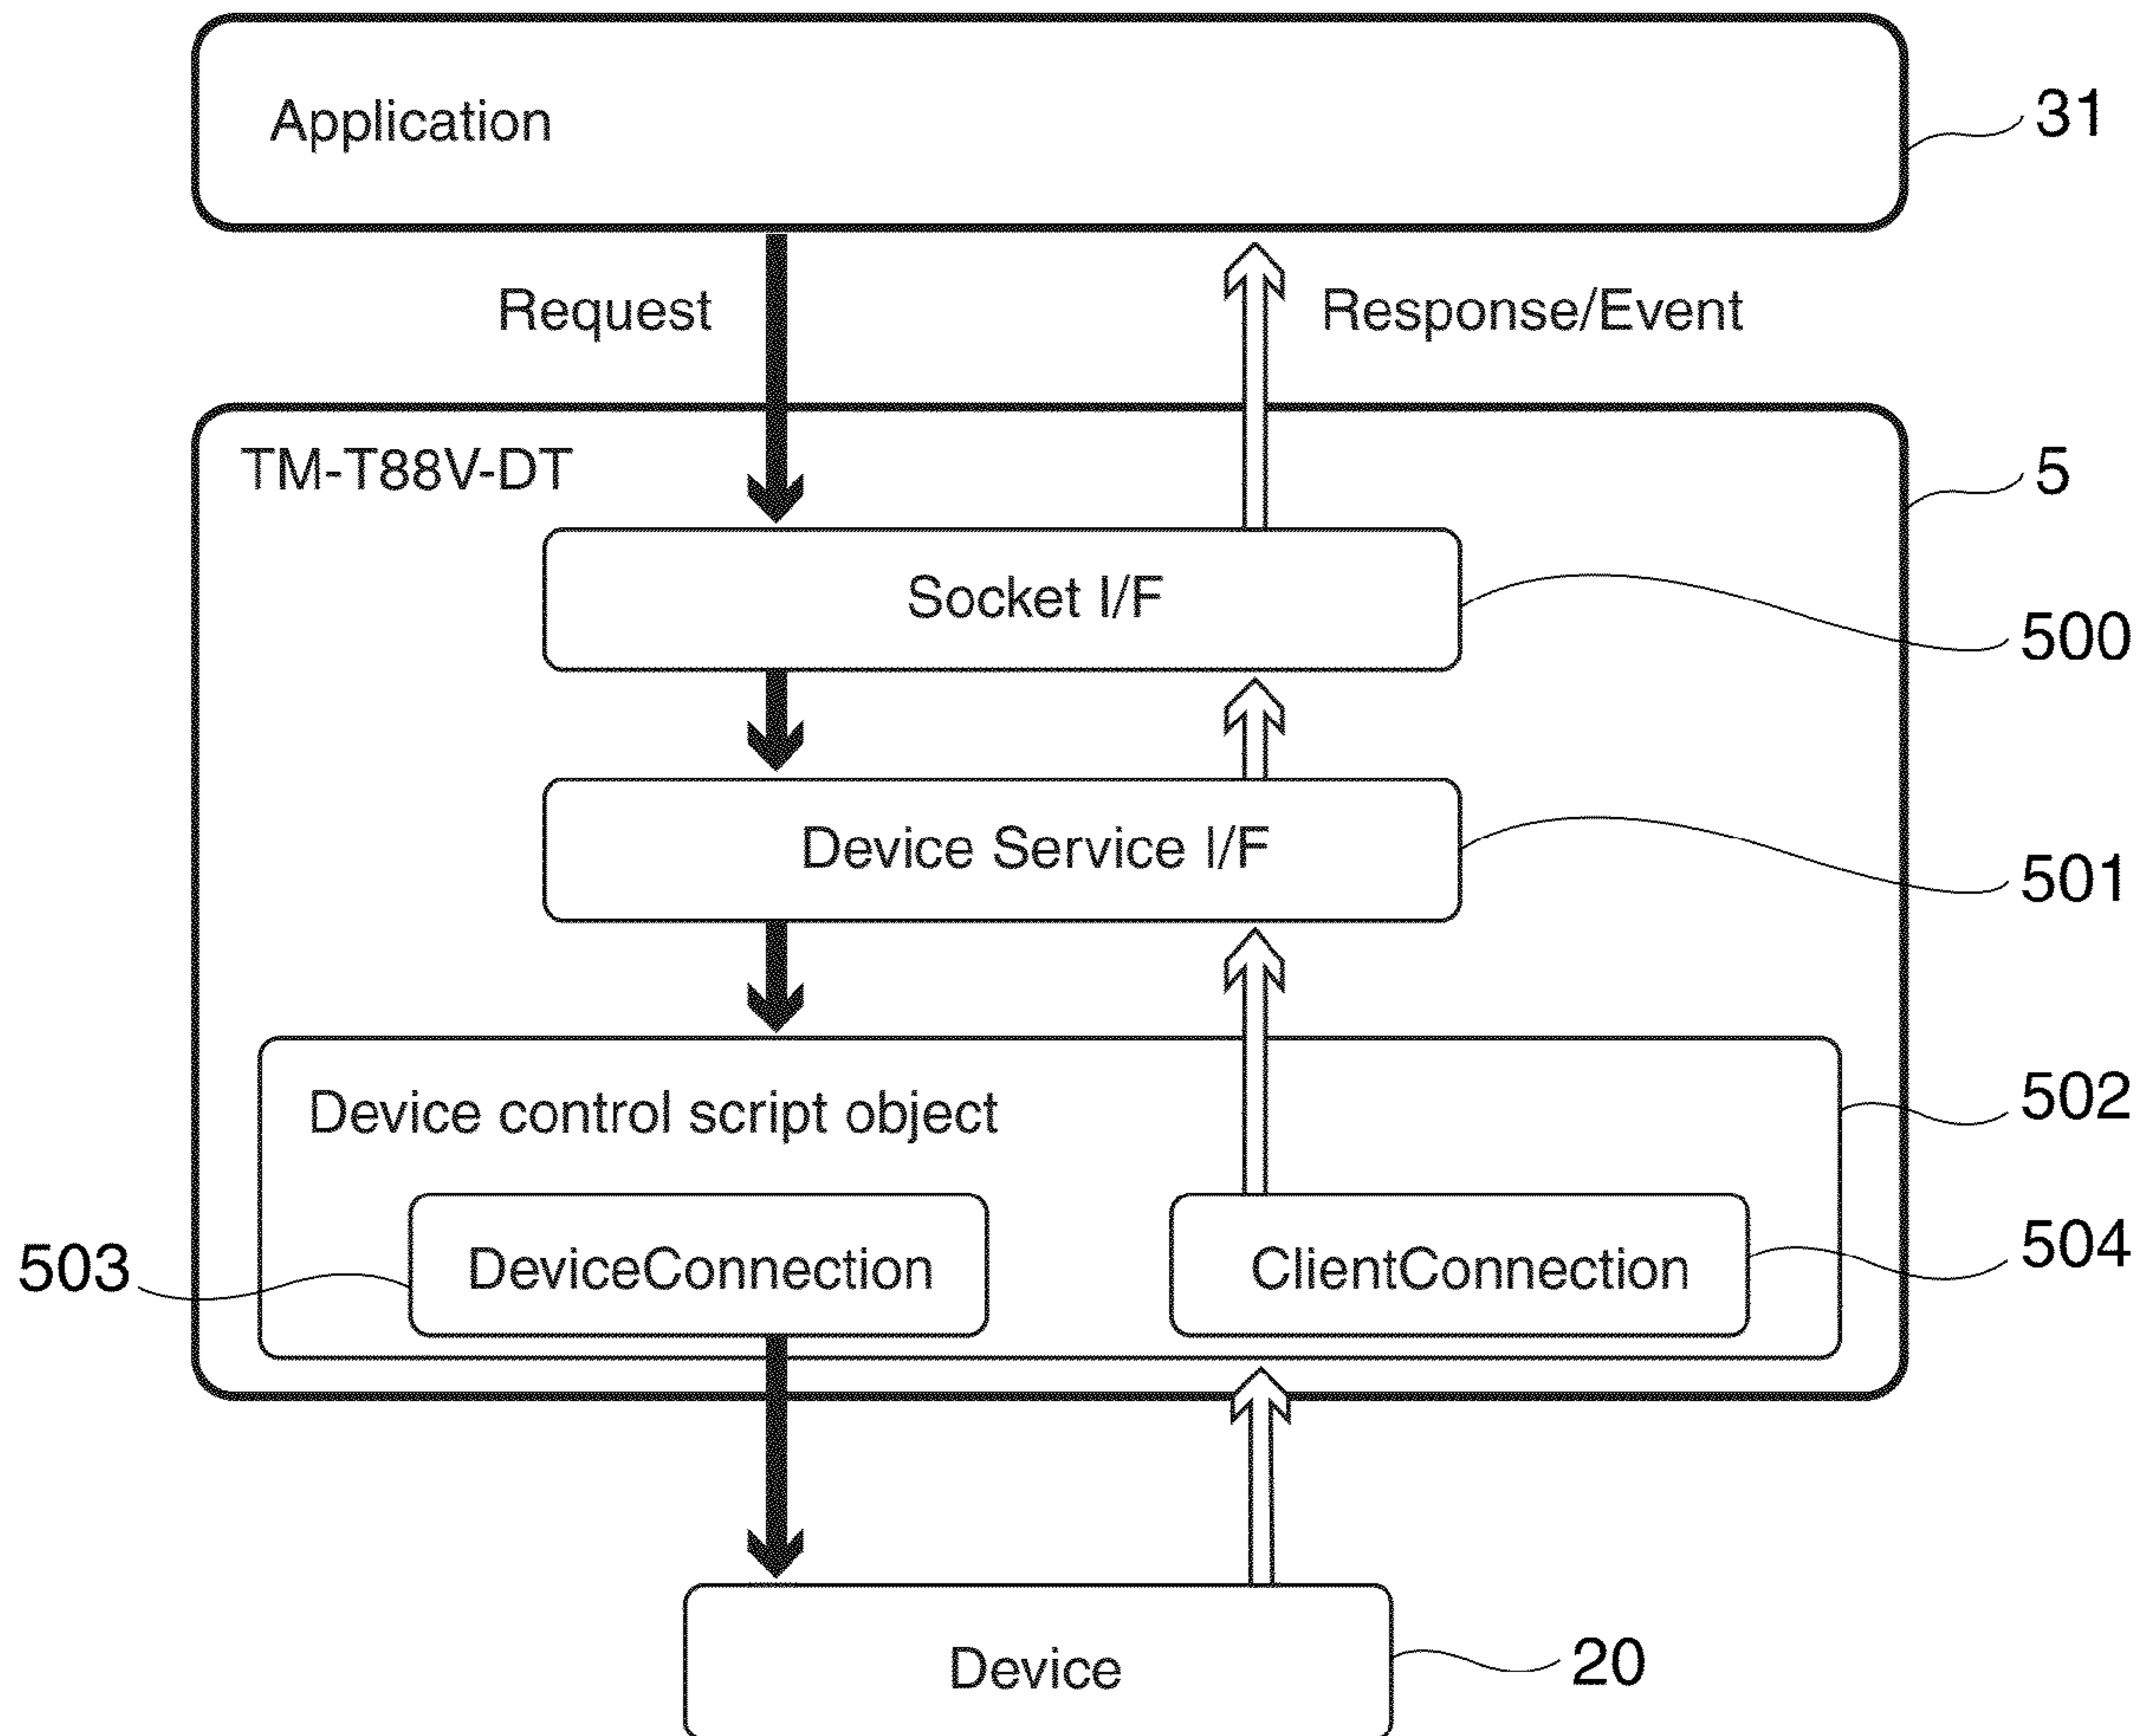 Application
31
Request
Response/Event
TM-T88V-DT
5
Socket I/F
500
Device Service I/F
501
Device control script object
502
503
DeviceConnection
ClientConnection
504
Device
20